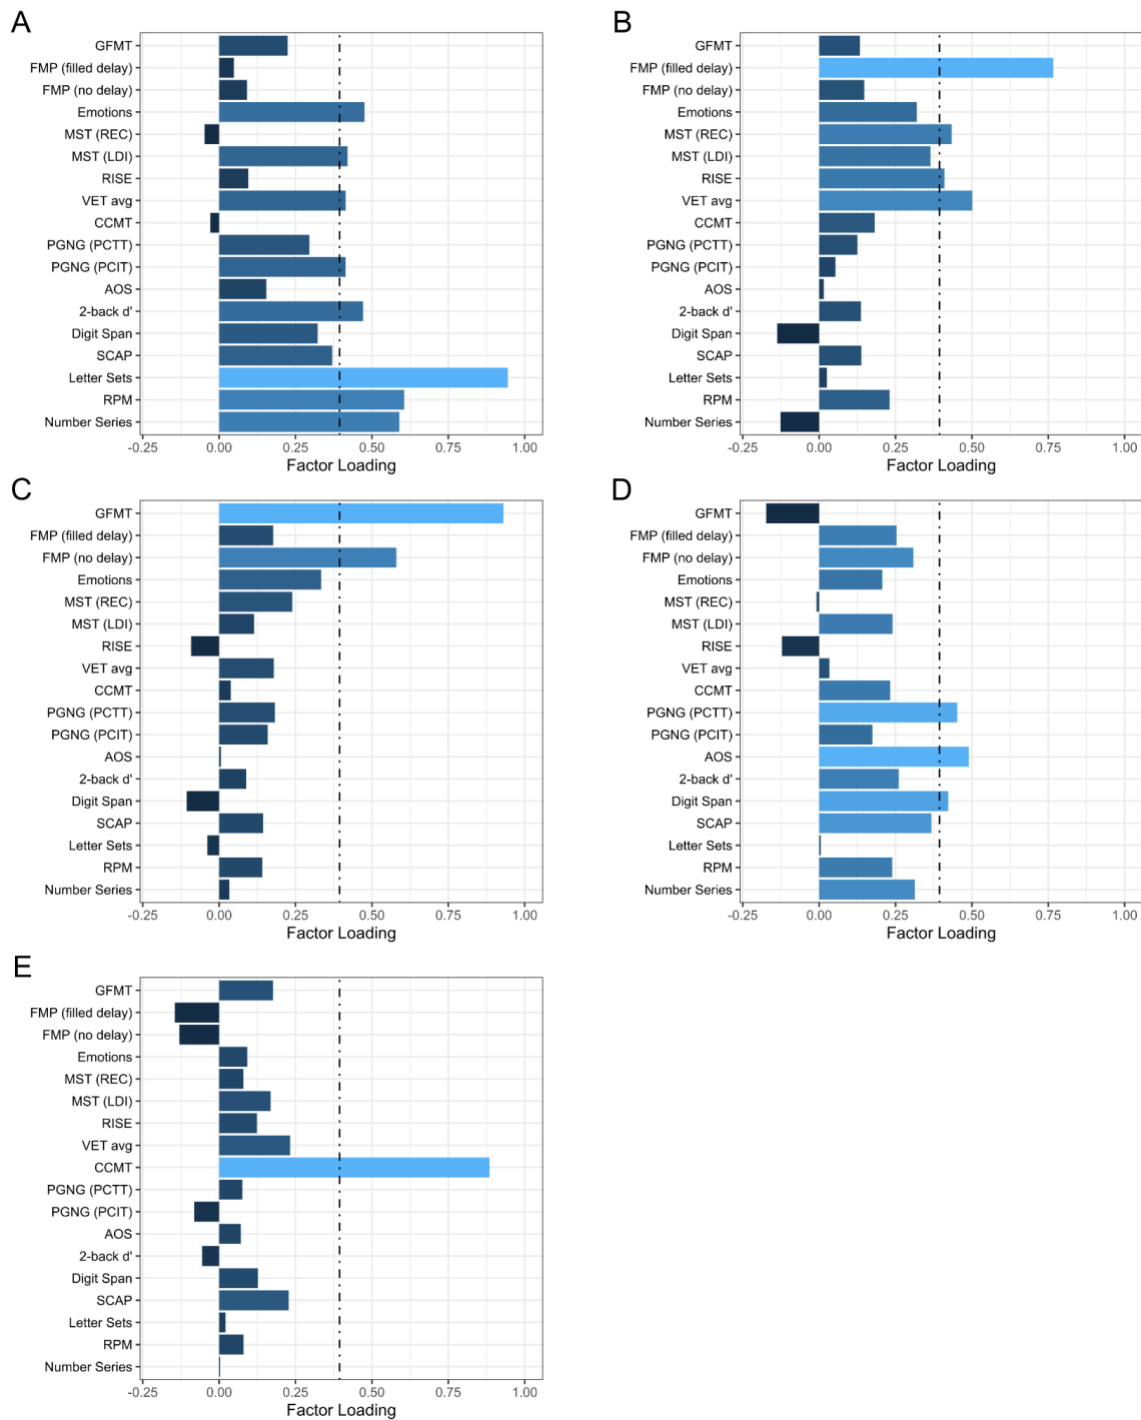 A
GFMT
FMP (filled delay)
FMP (no delay)
Emotions
MST (REC)
MST (LDI)
RISE
VET avg
CCMT
PGNG (PCTT)
PGNG (PCIT)
AOS
2-back d'
Digit Span
SCAP
Letter Sets
RPM
Number Series
-0.25 0.00 0.25 0.50 0.75 1.00
Factor Loading
B
GFMT
FMP (filled delay)
FMP (no delay)
Emotions
MST (REC)
MST (LDI)
RISE
VET avg
CCMT
PGNG (PCTT)
PGNG (PCIT)
AOS
2-back d'
Digit Span
SCAP
Letter Sets
RPM
Number Series
-0.25 0.00 0.25 0.50 0.75 1.00
Factor Loading
C
GFMT
FMP (filled delay)
FMP (no delay)
Emotions
MST (REC)
MST (LDI)
RISE
VET avg
CCMT
PGNG (PCTT)
PGNG (PCIT)
AOS
2-back d'
Digit Span
SCAP
Letter Sets
RPM
Number Series
-0.25 0.00 0.25 0.50 0.75 1.00
Factor Loading
D
GFMT
FMP (filled delay)
FMP (no delay)
Emotions
MST (REC)
MST (LDI)
RISE
VET avg
CCMT
PGNG (PCTT)
PGNG (PCIT)
AOS
2-back d'
Digit Span
SCAP
Letter Sets
RPM
Number Series
-0.25 0.00 0.25 0.50 0.75 1.00
Factor Loading
E
GFMT
FMP (filled delay)
FMP (no delay)
Emotions
MST (REC)
MST (LDI)
RISE
VET avg
CCMT
PGNG (PCTT)
PGNG (PCIT)
AOS
2-back d'
Digit Span
SCAP
Letter Sets
RPM
Number Series
-0.25 0.00 0.25 0.50 0.75 1.00
Factor Loading